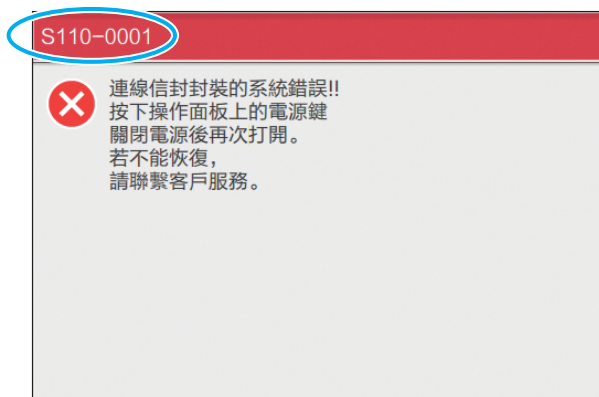 S110-0001
連線信封封裝的系統錯誤!!
按下操作面板上的電源鍵
關閉電源後再次打開。
若不能恢復，
請聯繫客戶服務。